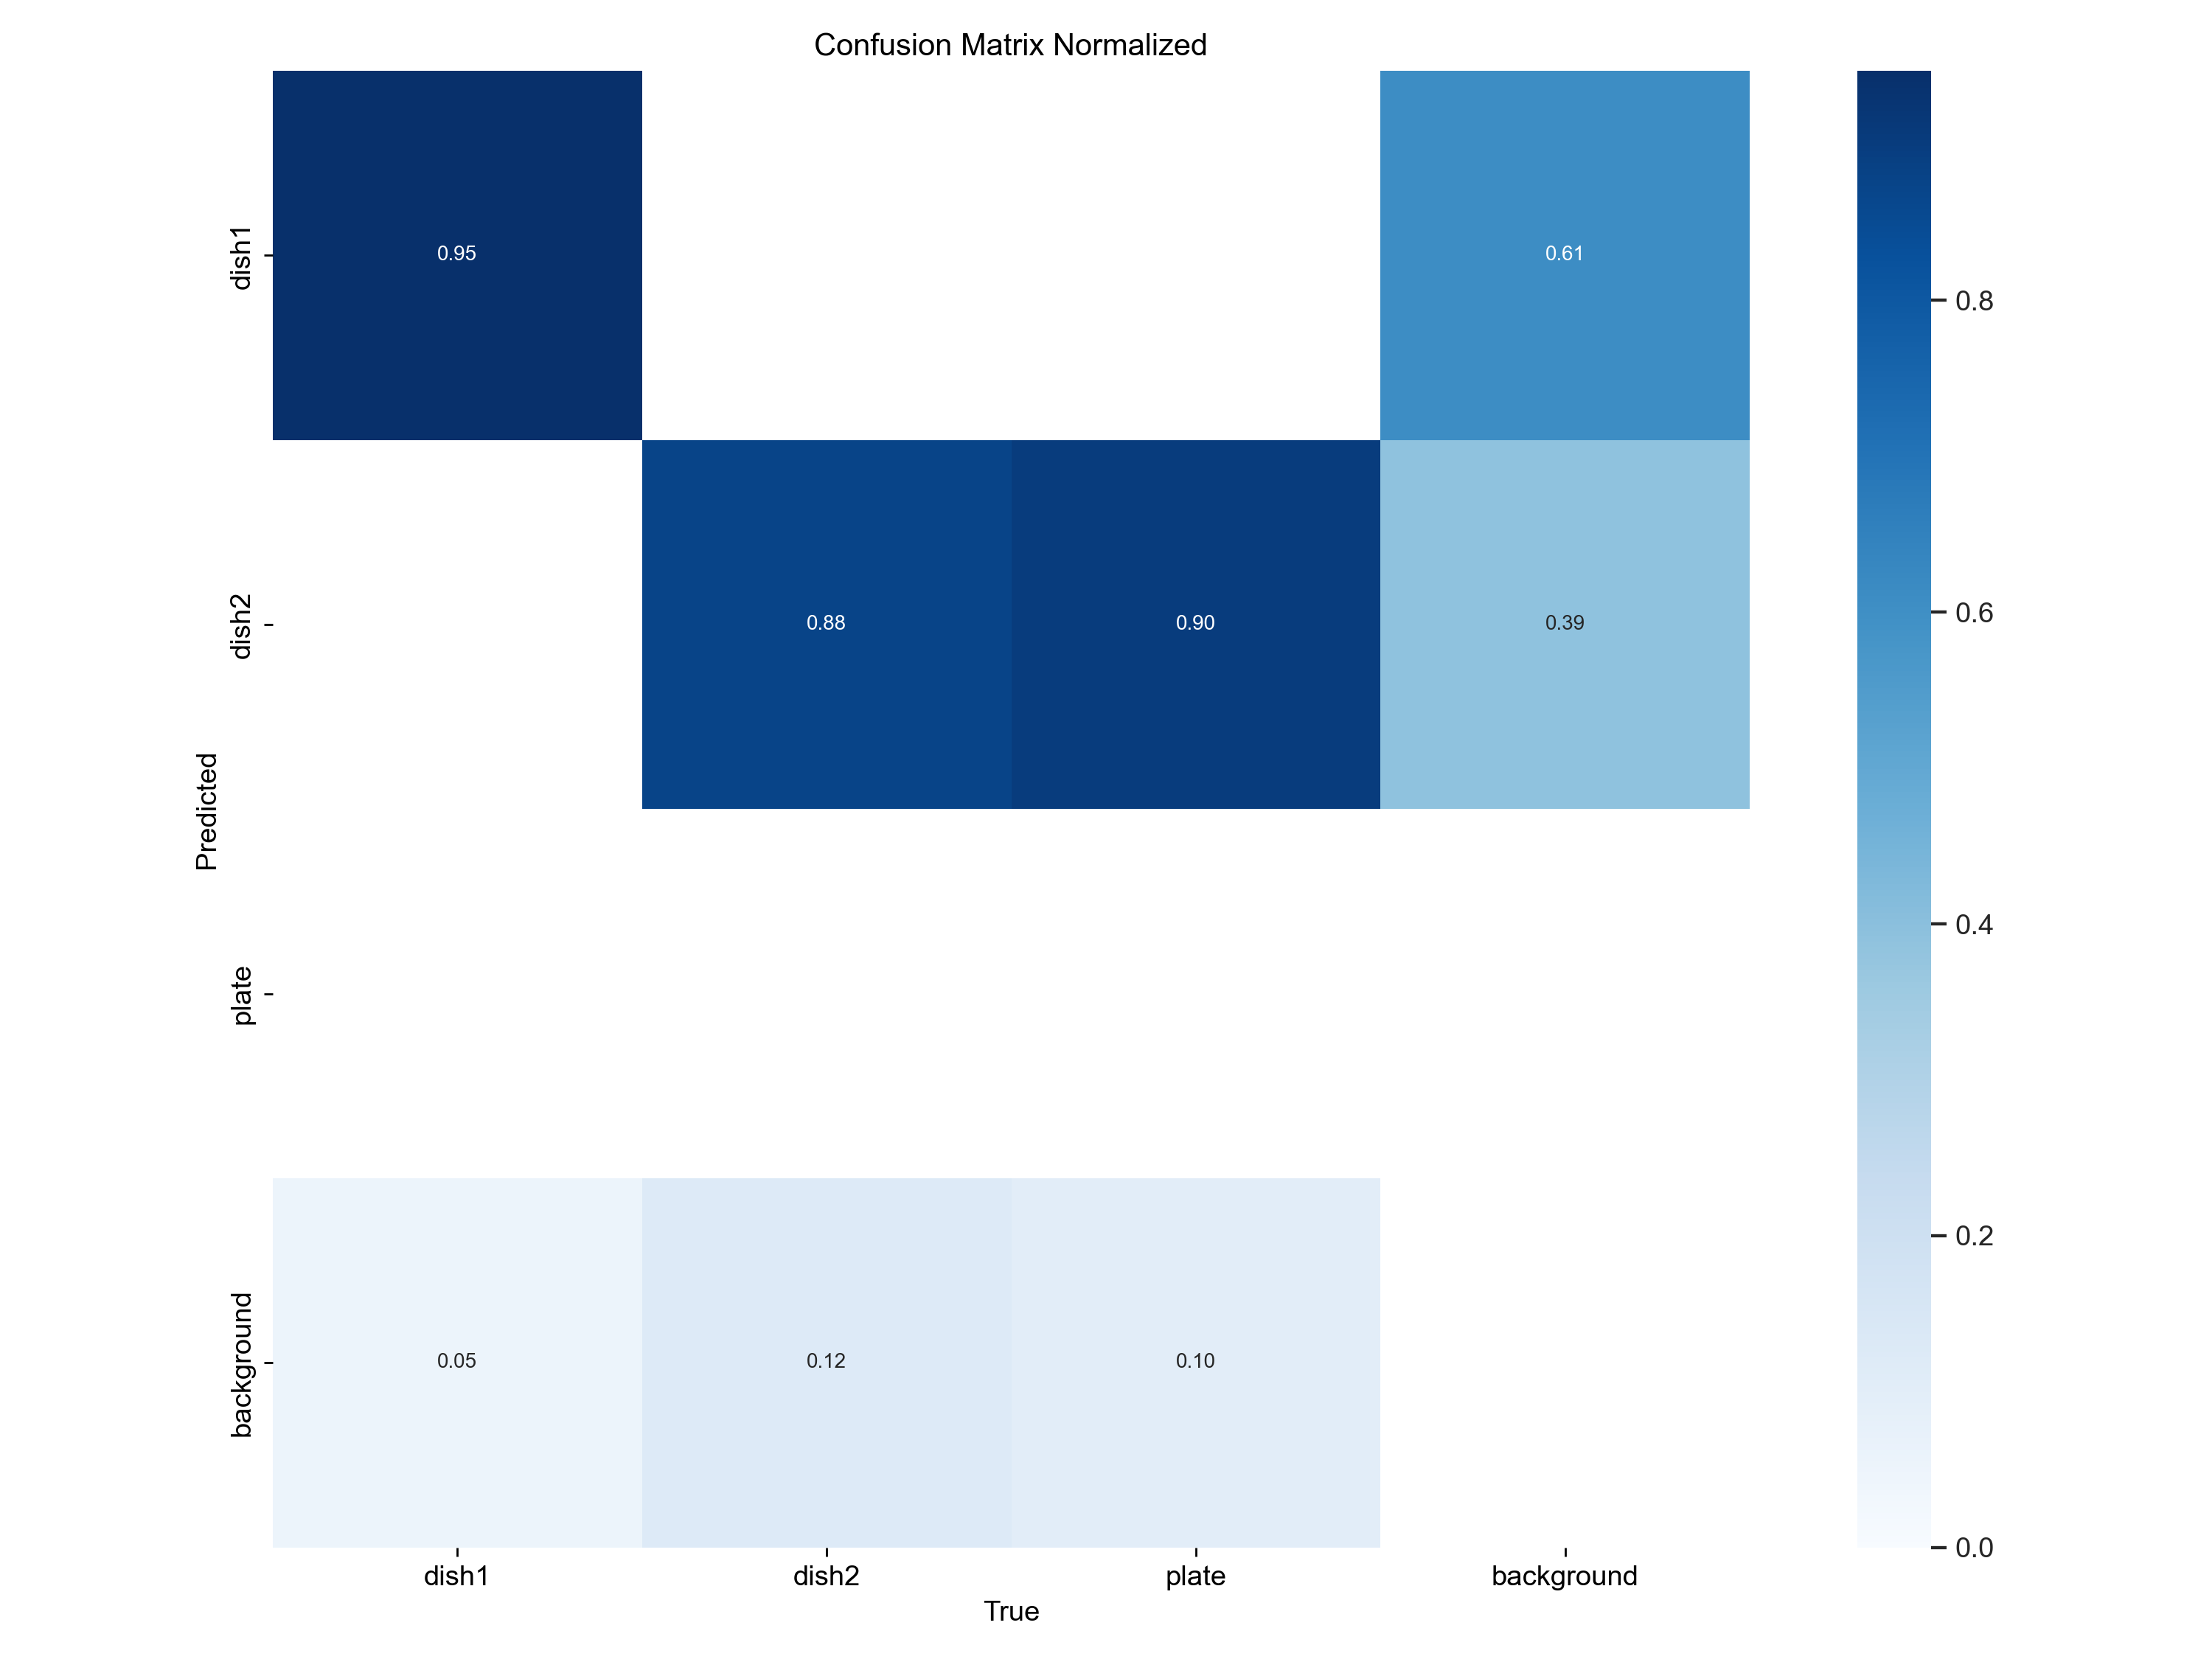 Confusion Matrix Normalized
dish1
0.95
0.61
dish2
0.88
0.90
0.39
plate
background
0.05
0.12
0.10
Predicted
dish1
dish2
plate
background
True
0.8
0.6
0.4
0.2
0.0